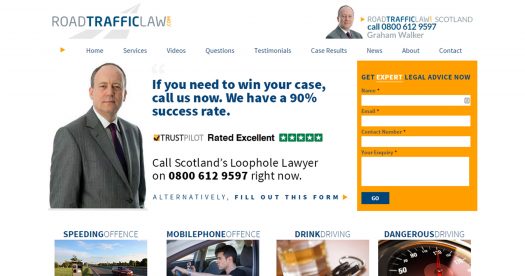 ROADTRAFFICLAW.COM
ROADTRAFFICLAW SCOTLAND
call 0800 612 9597
Graham Walker
Home Services Videos Questions Testimonials Case Results News About Contact
If you need to win your case,
call us now. We have a 90%
success rate.
TRUSTPILOT Rated Excellent
Call Scotland's Loophole Lawyer
on 0800 612 9597 right now.
ALTERNATIVELY, FILL OUT THIS FORM
GET EXPERT LEGAL ADVICE NOW
Name *
Email *
Contact Number *
Your Enquiry *
GO
SPEEDINGOFFENCE MOBILEPHONEOFFENCE DRINKDRIVING DANGEROUSDRIVING